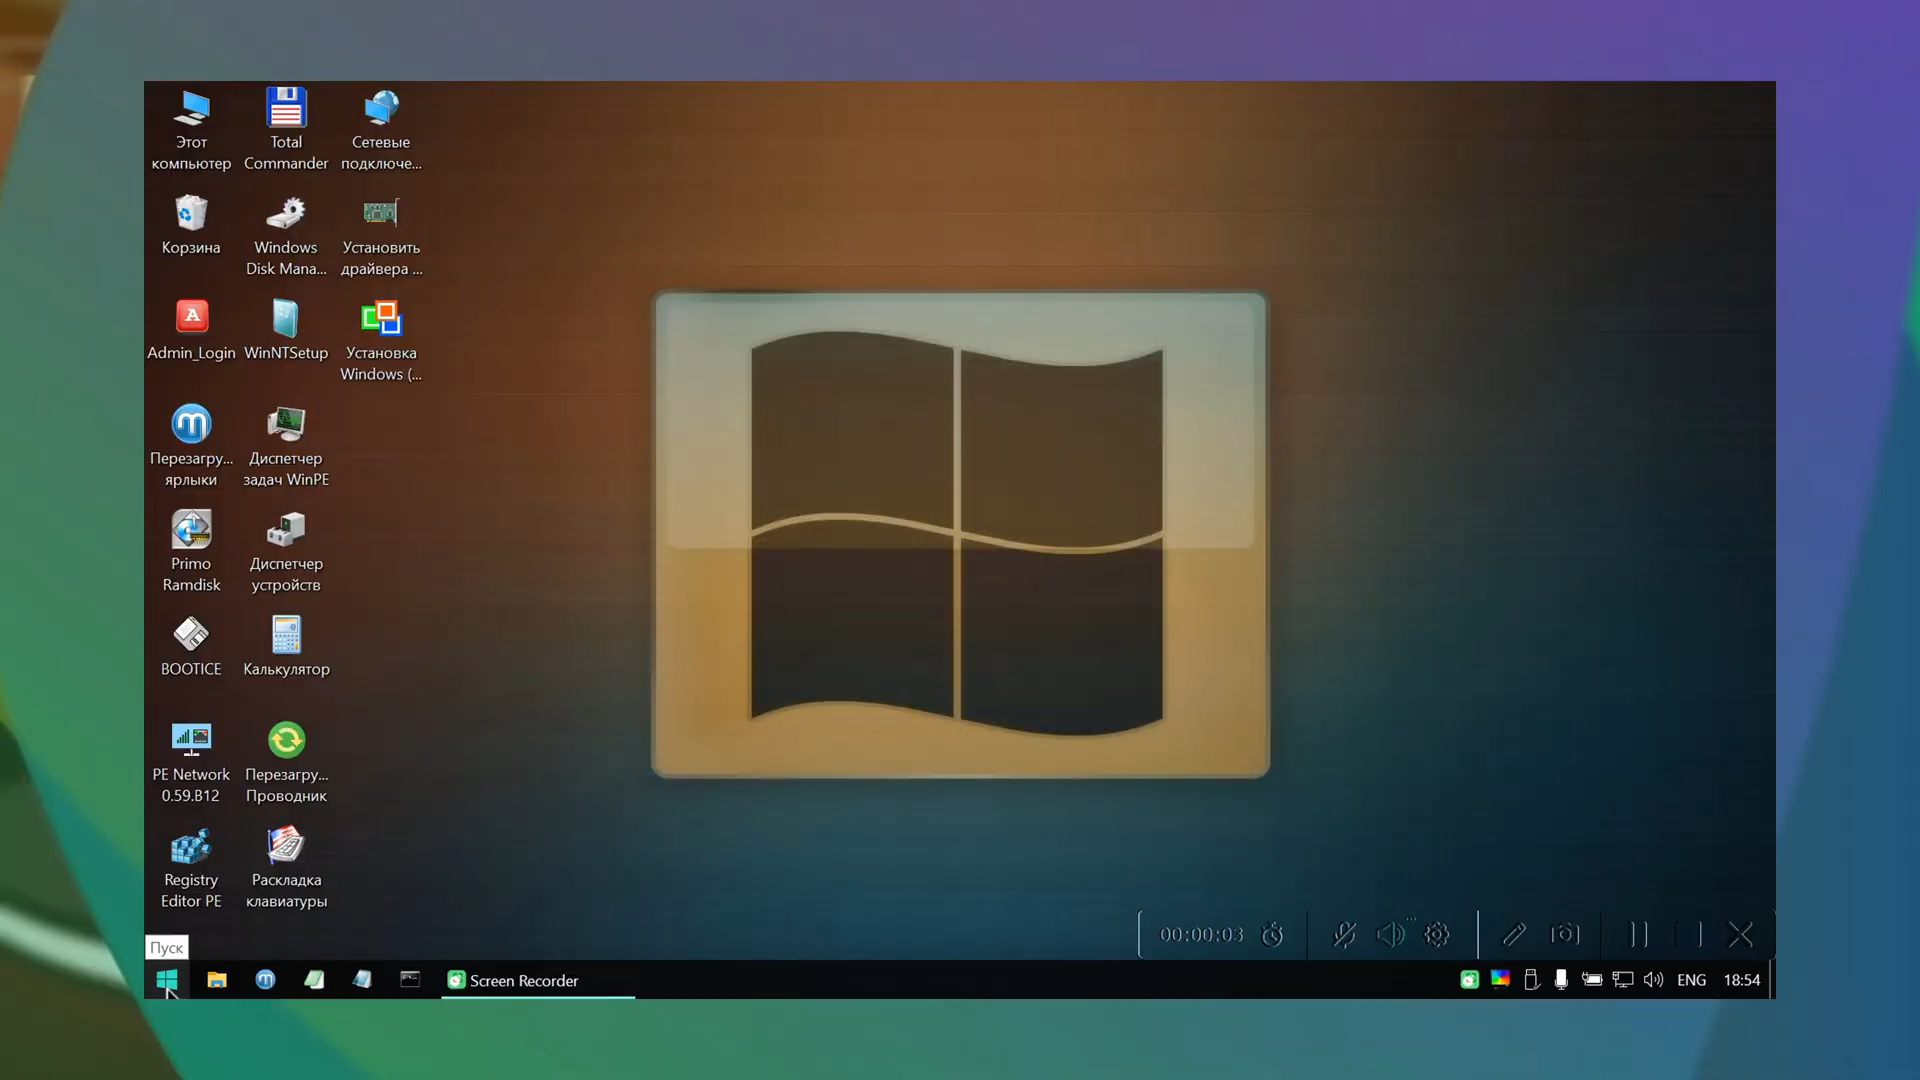 Этот
компьютер
Total
Commander
Сетевые
подключе...
Корзина
Windows
Disk Mana...
Установить
драйвера ...
A
Admin_Login
WinNTSetup
Установка
Windows (...
m
Перезагру...
ярлыки
Диспетчер
задач WinPE
Primo
Ramdisk
Диспетчер
устройств
BOOTICE
Калькулятор
PE Network
0.59.B12
Перезагру...
Проводник
Registry
Editor PE
Раскладка
клавиатуры
00:00:03
Пуск
Screen Recorder
ENG
18:54